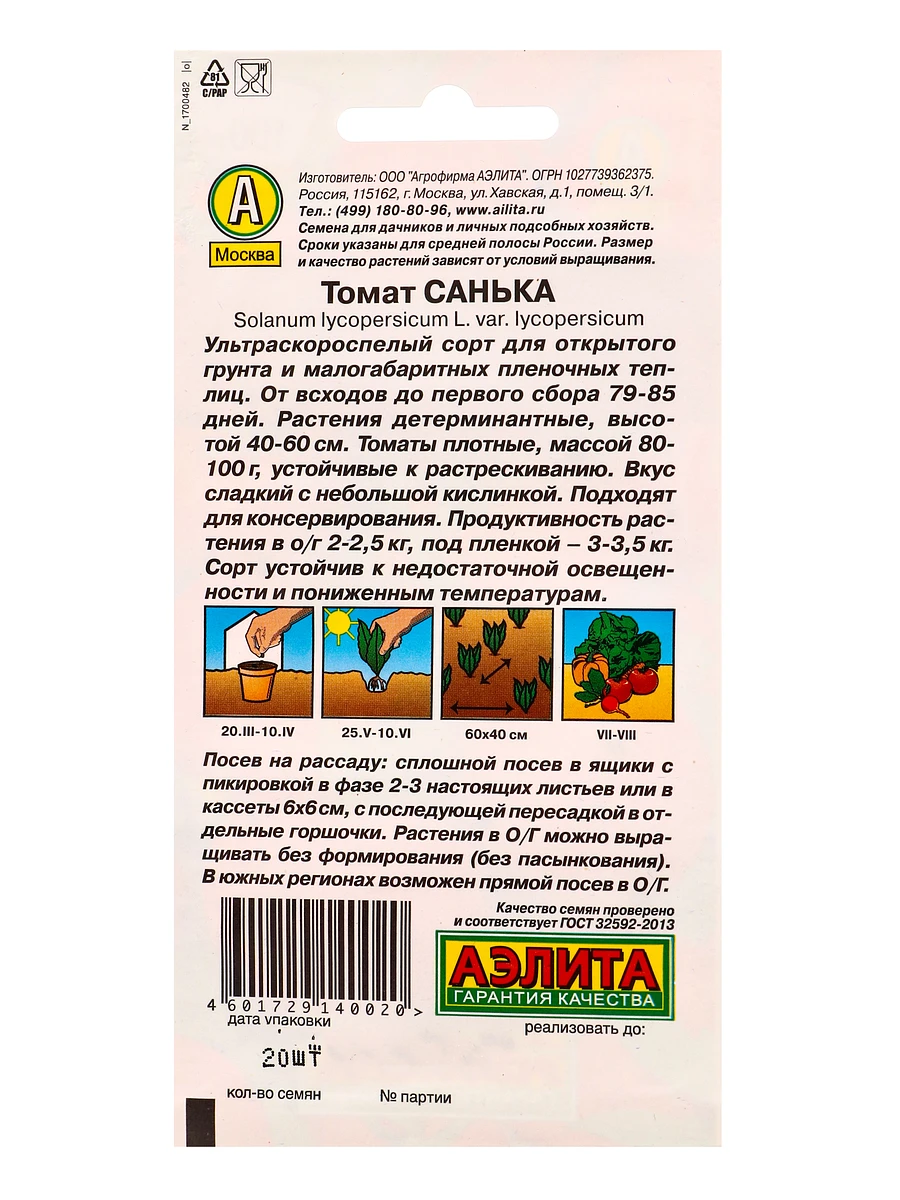 N_1700482 |о|
81
C/PAP
А
Москва
Изготовитель: ООО "Агрофирма АЭЛИТА". ОГРН 1027739362375.
Россия, 115162, г. Москва, ул. Хавская, д.1, помещ. 3/1.
Тел.: (499) 180-80-96, www.ailita.ru
Семена для дачников и личных подсобных хозяйств.
Сроки указаны для средней полосы России. Размер
и качество растений зависят от условий выращивания.
Томат САНЬКА
Solanum lycopersicum L. var. lycopersicum
Ультраскороспелый сорт для открытого
грунта и малогабаритных пленочных теп-
лиц. От всходов до первого сбора 79-85
дней. Растения детерминантные, высо-
той 40-60 см. Томаты плотные, массой 80-
100 г, устойчивые к растрескиванию. Вкус
сладкий с небольшой кислинкой. Подходят
для консервирования. Продуктивность рас-
тения в о/г 2-2,5 кг, под пленкой – 3-3,5 кг.
Сорт устойчив к недостаточной освещен-
ности и пониженным температурам.
20.III-10.IV
25.V-10.VI
60х40 см
VII-VIII
Посев на рассаду: сплошной посев в ящики с
пикировкой в фазе 2-3 настоящих листьев или в
кассеты 6х6 см, с последующей пересадкой в от-
дельные горшочки. Растения в О/Г можно выра-
щивать без формирования (без пасынкования).
В южных регионах возможен прямой посев в О/Г.
Качество семян проверено
и соответствует ГОСТ 32592-2013
АЭЛИТА
ГАРАНТИЯ КАЧЕСТВА
4 601729 140020 >
дата упаковки
реализовать до:
20шт
кол-во семян
№ партии